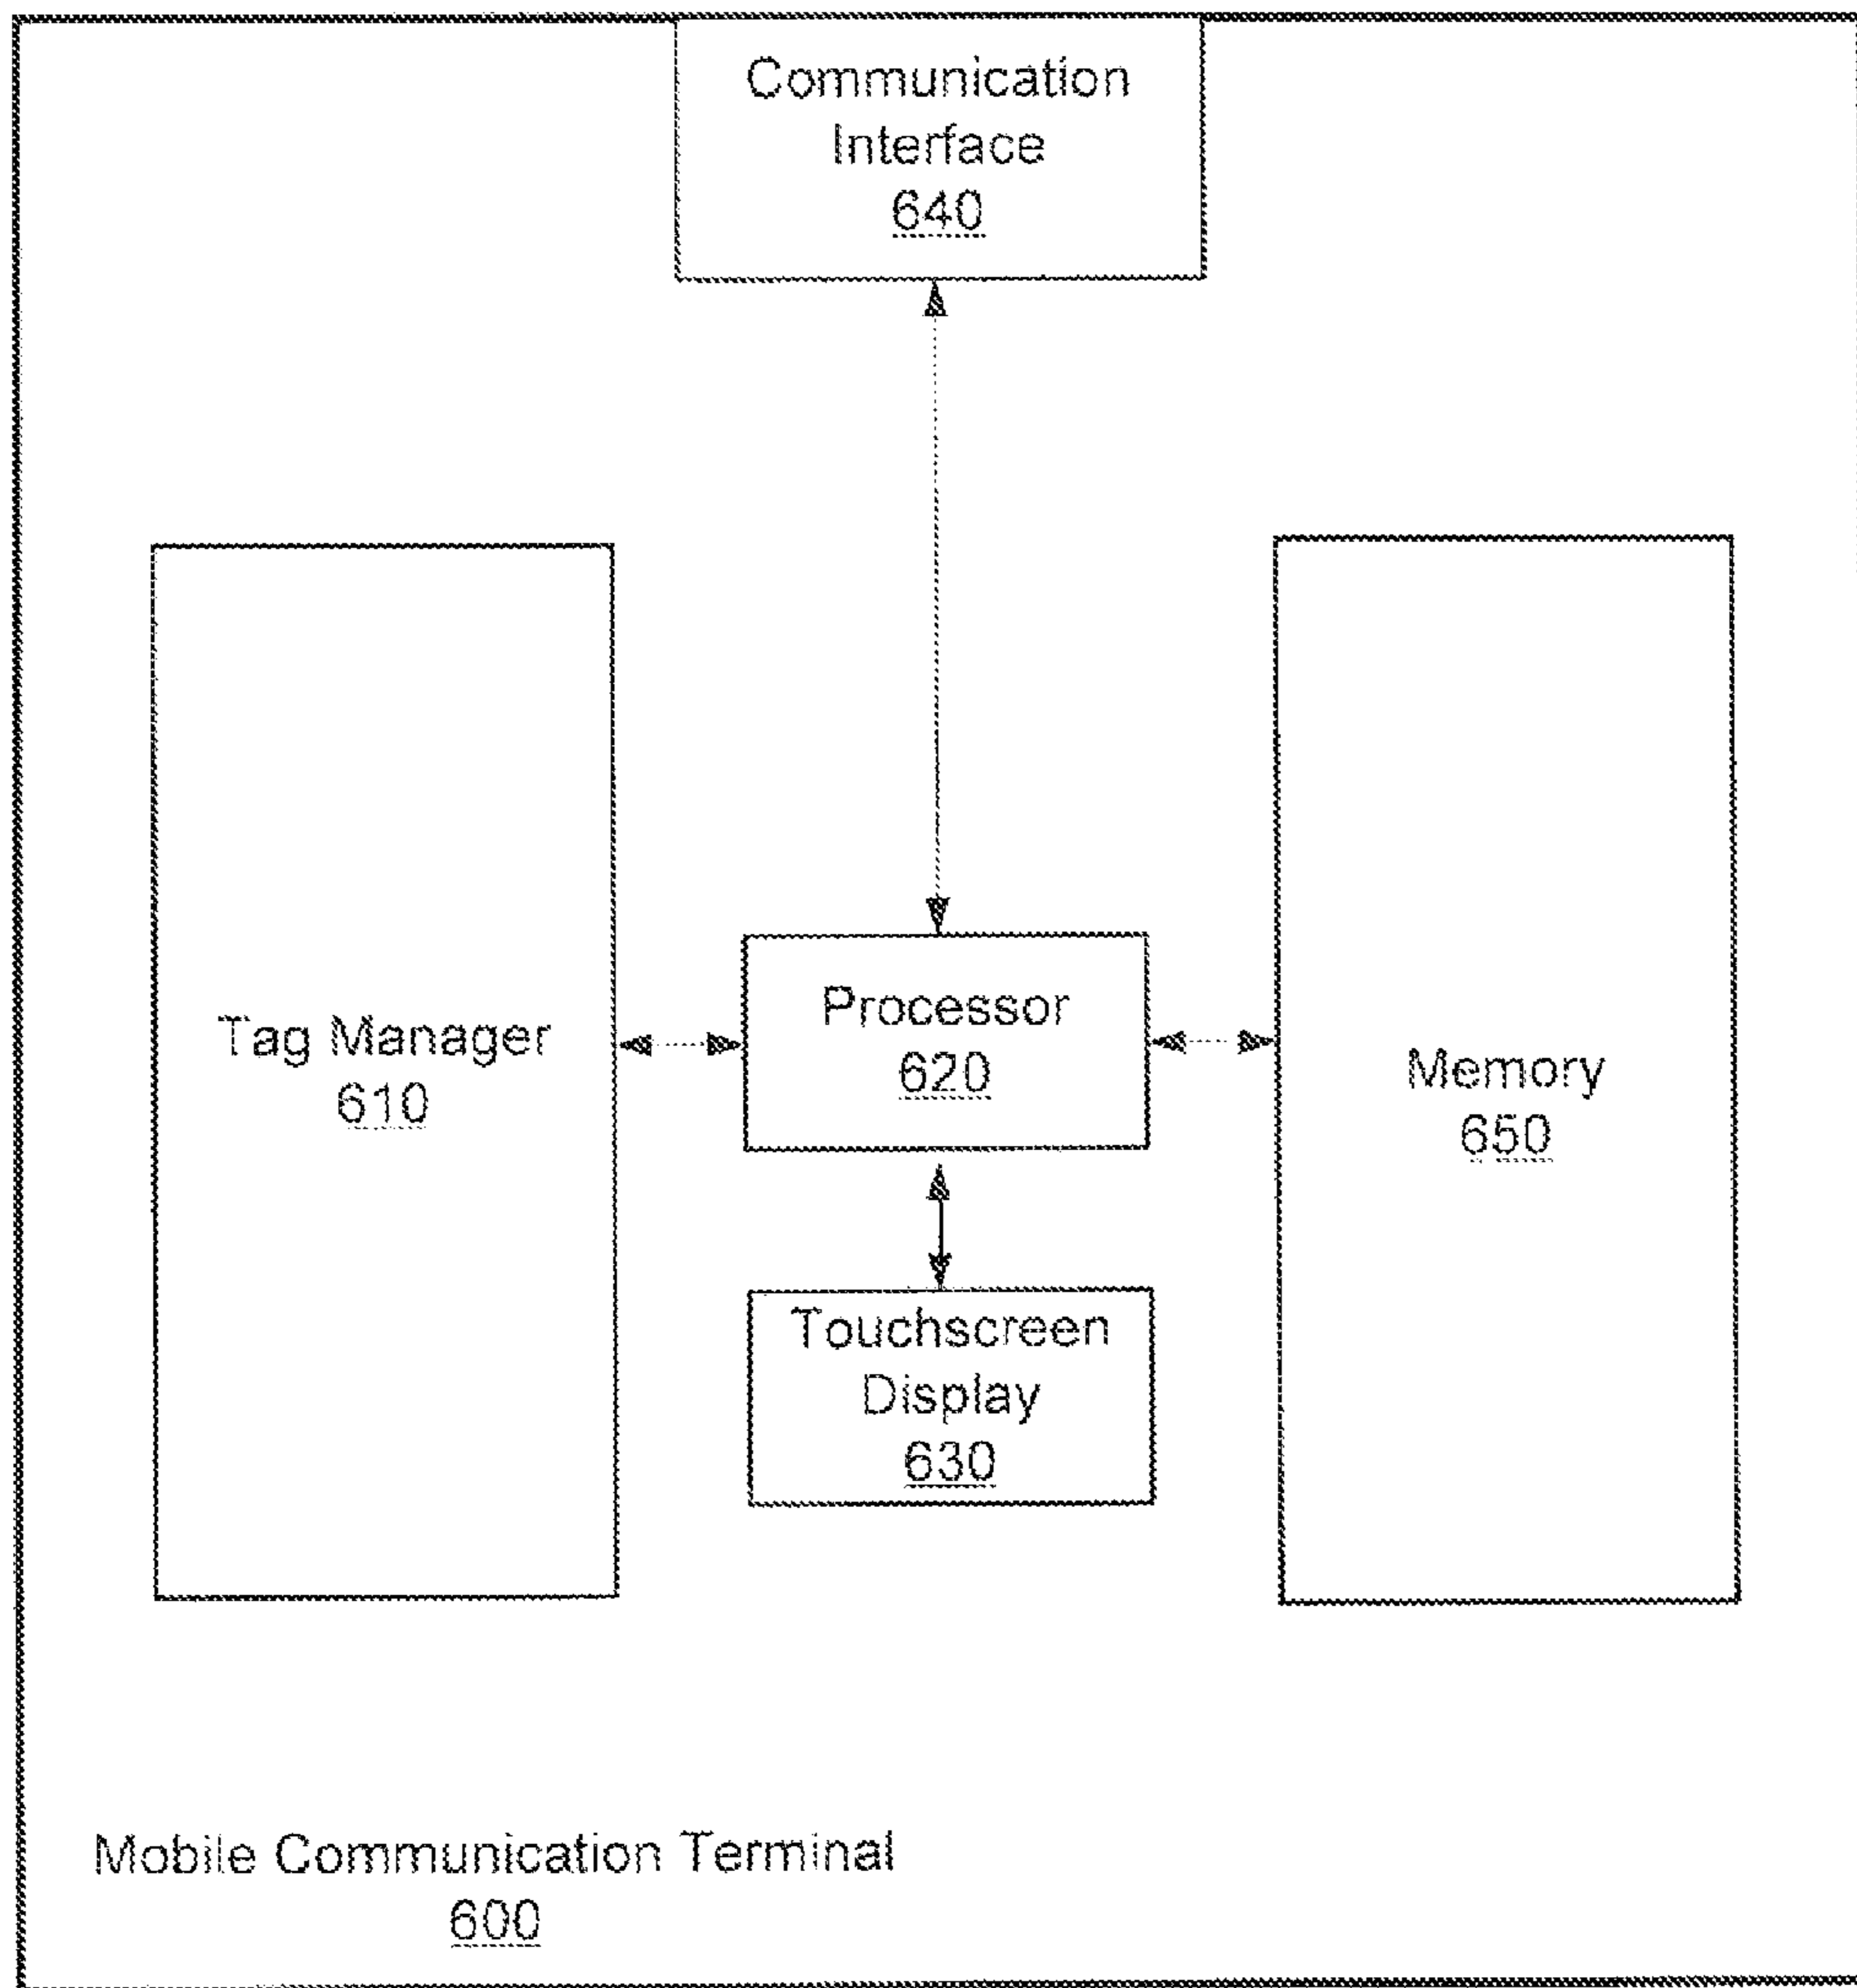 Communication
Interface
640
Tag Manager
610
Processor
620
Memory
650
Touchscreen
Display
630
Mobile Communication Terminal
600